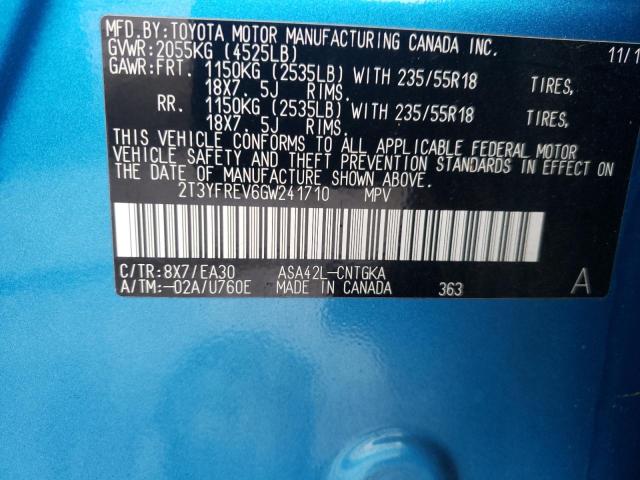 MFD.BY:TOYOTA MOTOR MANUFACTURING CANADA INC.
GVWR:2055KG (4525LB) 11/1
GAWR:FRT. 1150KG (2535LB) WITH 235/55R18 TIRES,
18X7. 5J RIMS.
RR. 1150KG (2535LB) WITH 235/55R18 TIRES,
18X7. 5J RIMS.
THIS VEHICLE CONFORMS TO ALL APPLICABLE FEDERAL MOTOR
VEHICLE SAFETY AND THEFT PREVENTION STANDARDS IN EFFECT ON
THE DATE OF MANUFACTURE SHOWN ABOVE.
2T3YFREV6GW241710 MPV
C/TR:8X7/EA30 ASA42L-CNTGKA
A/TM:-02A/U760E MADE IN CANADA 363 A